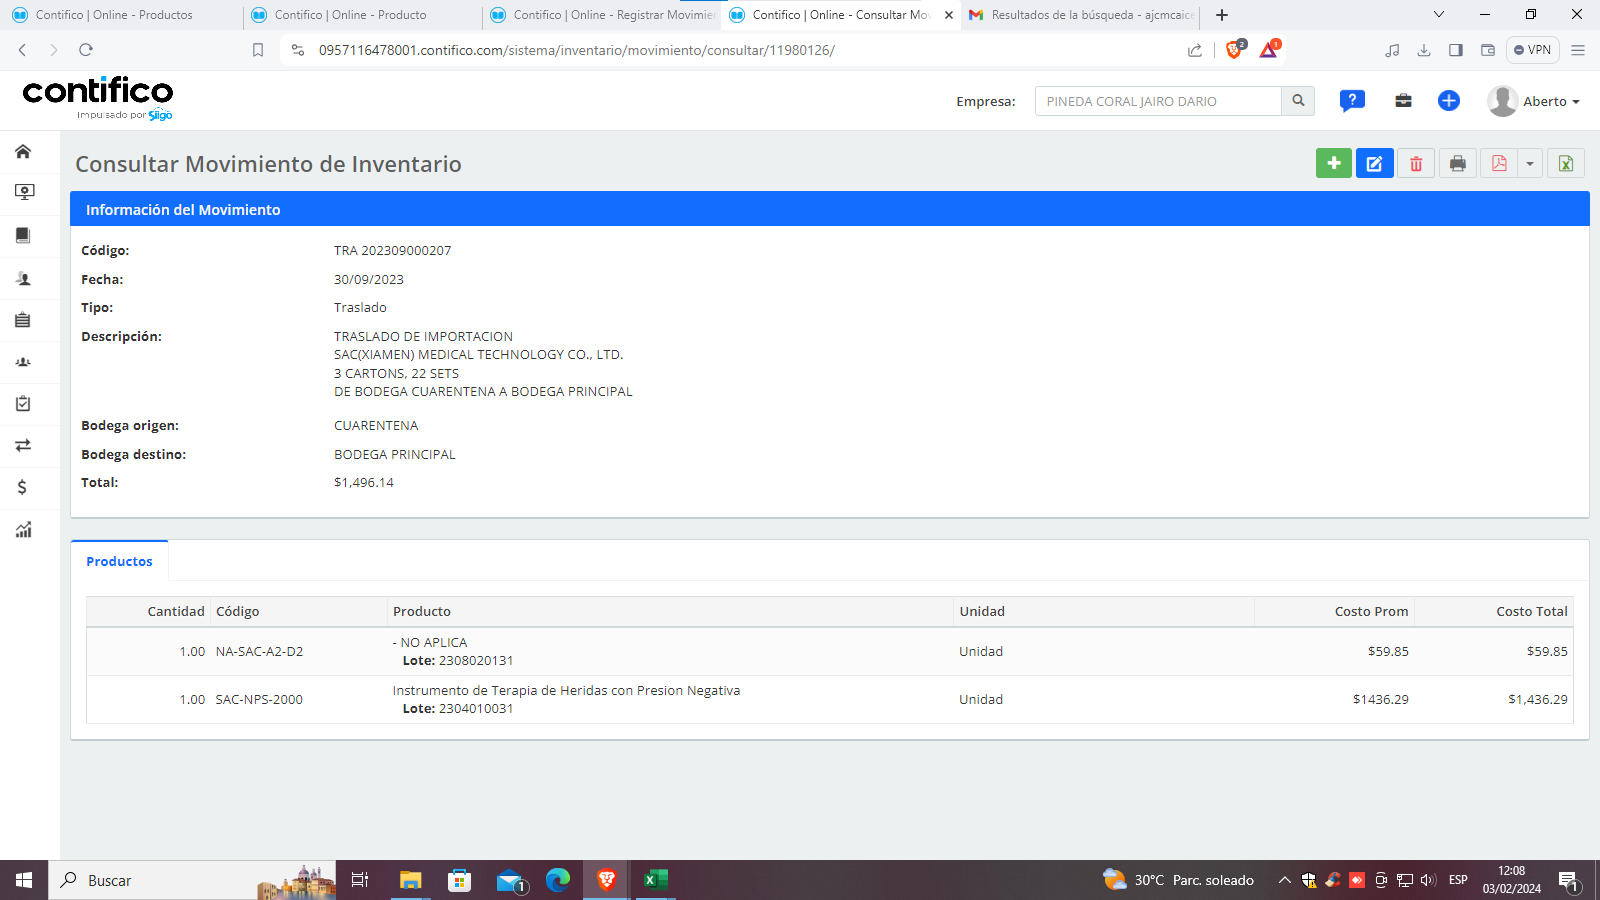 Contifico | Online - Productos
Contifico | Online - Producto
Contifico | Online - Registrar Movimie
Contifico | Online - Consultar Mo
Resultados de la búsqueda - ajcmcaice
0957116478001.contifico.com/sistema/inventario/movimiento/consultar/11980126/
2
1
VPN
contífico
Impulsado por Siigo
Empresa:
PINEDA CORAL JAIRO DARIO
?
Aberto
Consultar Movimiento de Inventario
Información del Movimiento
Código: TRA 202309000207
Fecha: 30/09/2023
Tipo: Traslado
Descripción: TRASLADO DE IMPORTACION
SAC(XIAMEN) MEDICAL TECHNOLOGY CO., LTD.
3 CARTONS, 22 SETS
DE BODEGA CUARENTENA A BODEGA PRINCIPAL
Bodega origen: CUARENTENA
Bodega destino: BODEGA PRINCIPAL
Total: $1,496.14
Productos
Cantidad Código Producto Unidad Costo Prom Costo Total
1.00 NA-SAC-A2-D2 - NO APLICA Unidad $59.85 $59.85
Lote: 2308020131
1.00 SAC-NPS-2000 Instrumento de Terapia de Heridas con Presion Negativa Unidad $1436.29 $1,436.29
Lote: 2304010031
Buscar
1
30°C Parc. soleado
ESP
12:08
03/02/2024
1